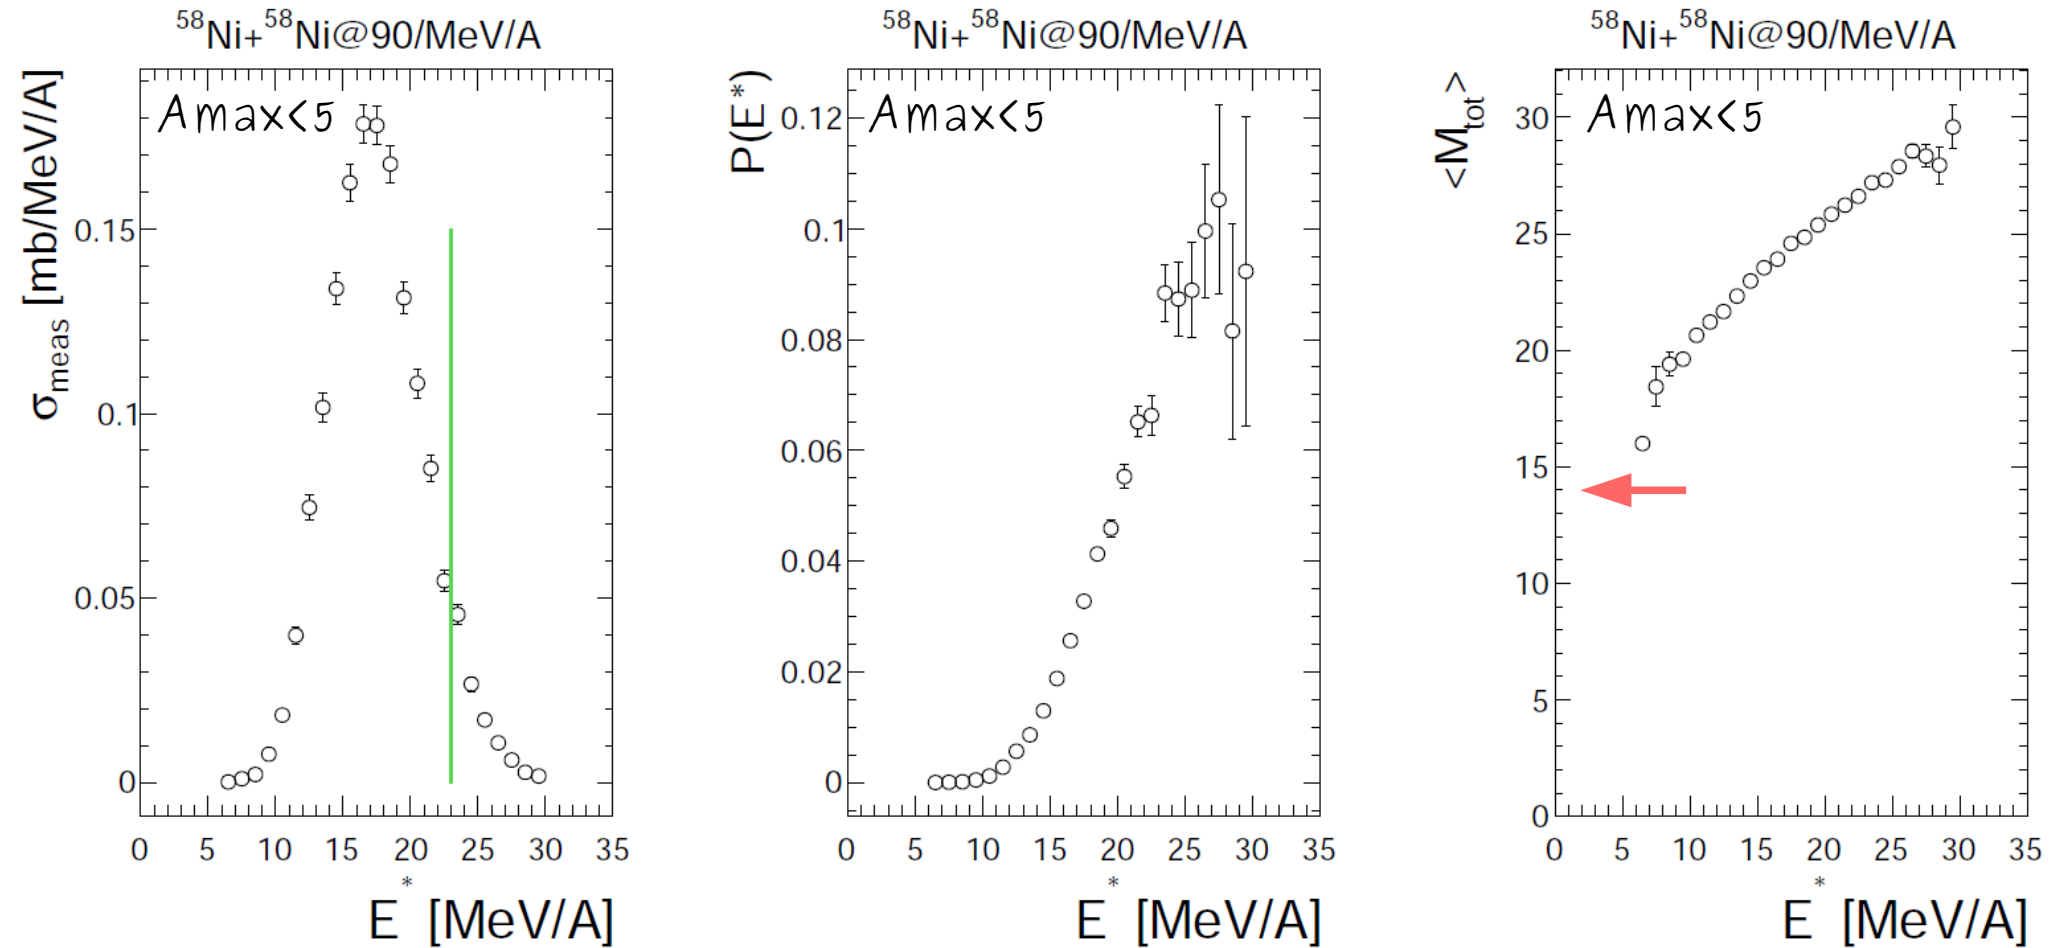 ⁵⁸Ni+⁵⁸Ni@90/MeV/A
Amax<5
σmeas [mb/MeV/A]
0.15
0.1
0.05
0
0 5 10 15 20 25 30 35
E* [MeV/A]
⁵⁸Ni+⁵⁸Ni@90/MeV/A
Amax<5
P(E*)
0.12
0.1
0.08
0.06
0.04
0.02
0
0 5 10 15 20 25 30 35
E* [MeV/A]
⁵⁸Ni+⁵⁸Ni@90/MeV/A
Amax<5
<Mtot>
30
25
20
15
10
5
0
0 5 10 15 20 25 30 35
E* [MeV/A]